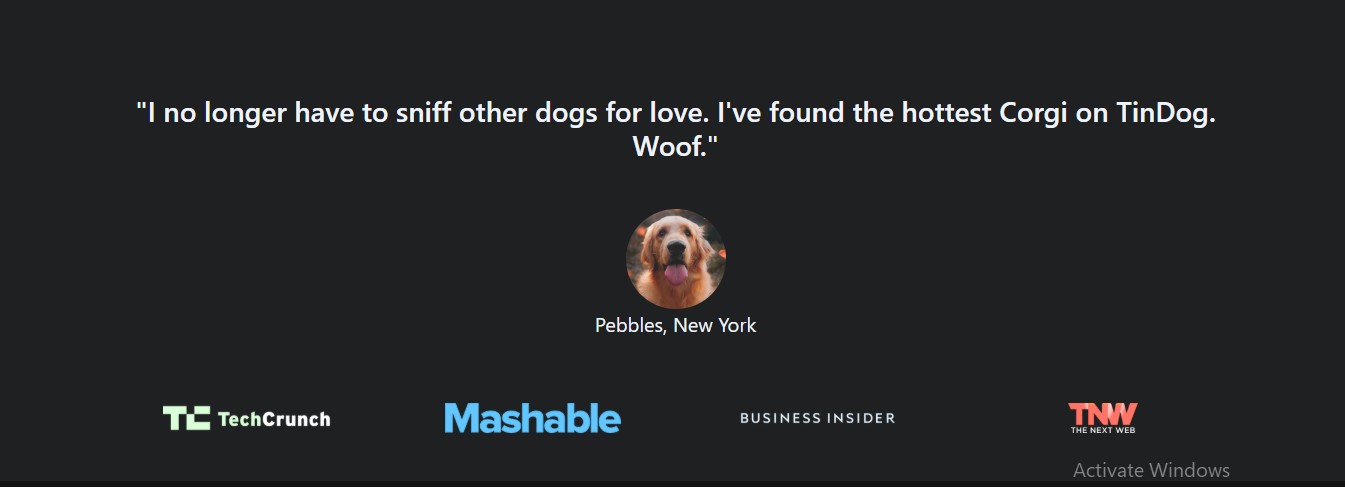 "I no longer have to sniff other dogs for love. I've found the hottest Corgi on TinDog.
Woof."
Pebbles, New York
TC TechCrunch
Mashable
BUSINESS INSIDER
TNW
THE NEXT WEB
Activate Windows